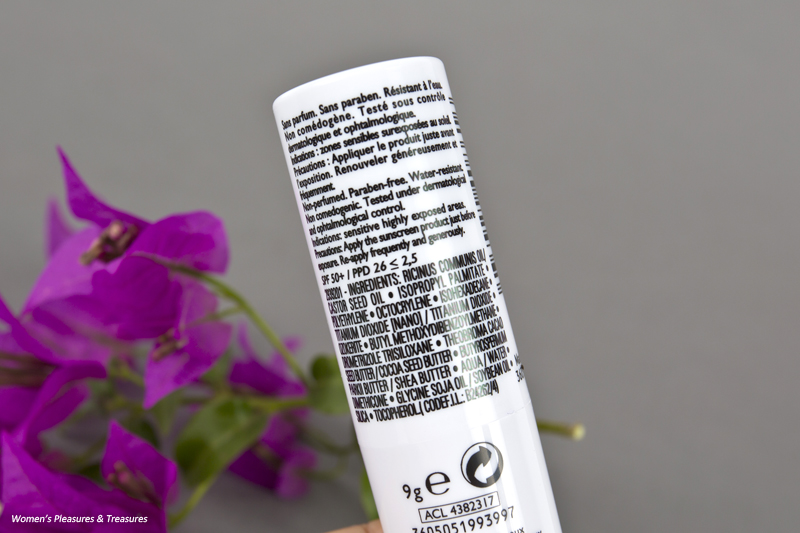 Sans parfum. Sans paraben. Résistant à l'eau.
Non comédogène. Testé sous contrôle
dermatologique et ophtalmologique.
Indications : zones sensibles surexposées au soleil.
Précautions : Appliquer le produit juste avant
l'exposition. Renouveler généreusement et
fréquemment.
Non-perfumed. Paraben-free. Water-resistant.
Non comedogenic. Tested under dermatological
and ophtalmological control.
Indications: sensitive highly exposed areas.
Precautions: Apply the sunscreen product just before
exposure. Re-apply frequently and generously.
SPF 50+ / PPD 26 ≤ 2,5
INGREDIENTS: RICINUS COMMUNIS OIL/
CASTOR SEED OIL • ISOPROPYL PALMITATE •
POLYETHYLENE • OCTOCRYLENE • ISOHEXADECANE •
TITANIUM DIOXIDE [NANO] / TITANIUM DIOXIDE •
OZOKERITE • BUTYL METHOXYDIBENZOYLMETHANE •
DROMETRIZOLE TRISILOXANE • THEOBROMA CACAO
SEED BUTTER / COCOA SEED BUTTER • BUTYROSPERMUM
PARKII BUTTER / SHEA BUTTER • AQUA / WATER •
DIMETHICONE • GLYCINE SOJA OIL / SOYBEAN OIL •
SILICA • TOCOPHEROL
9g e
ACL 4382317
3605051993997
Women's Pleasures & Treasures